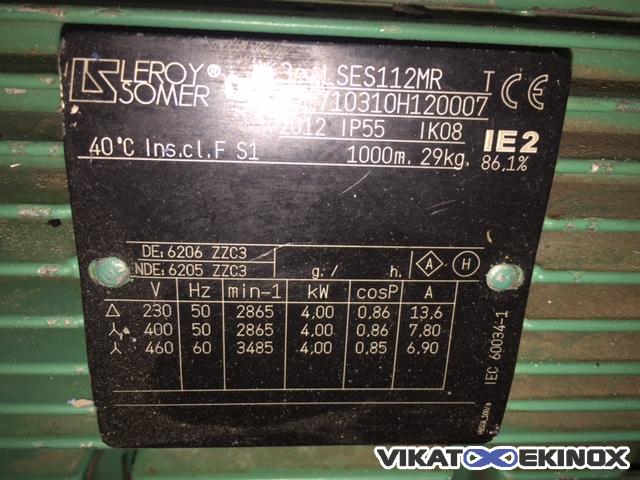 LEROY®
SOMER
LSES112MR T CE
710310H120007
2012 IP55 IK08
40°C Ins.cl.F S1 1000m. 29kg.
IE2
86,1%
DE: 6206 ZZC3
NDE: 6205 ZZC3 g. / h. A H
V Hz min-1 kW cosP A
Δ 230 50 2865 4,00 0,86 13,6
⅄ 400 50 2865 4,00 0,86 7,80
⅄ 460 60 3485 4,00 0,85 6,90
IEC 60034-1
VIKATOEKINOX